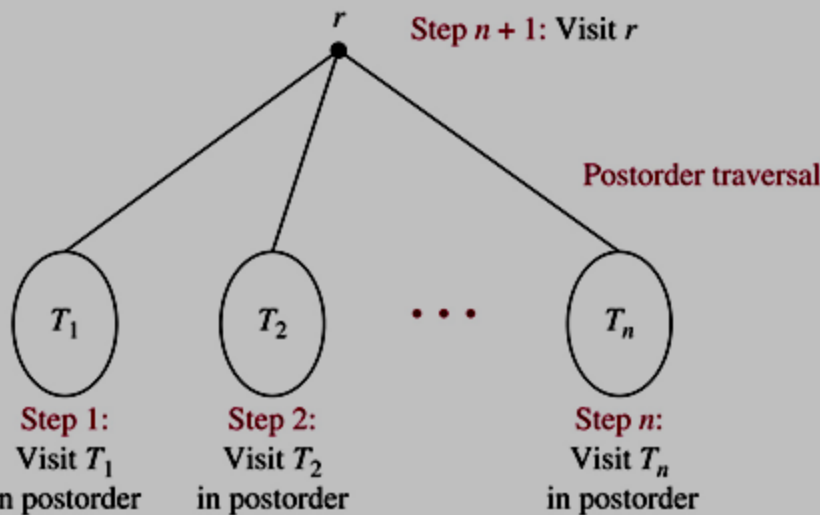 r
Step n + 1: Visit r
Postorder traversal
T₁
T₂
• • •
Tₙ
Step 1:
Visit T₁
n postorder
Step 2:
Visit T₂
in postorder
Step n:
Visit Tₙ
in postorder